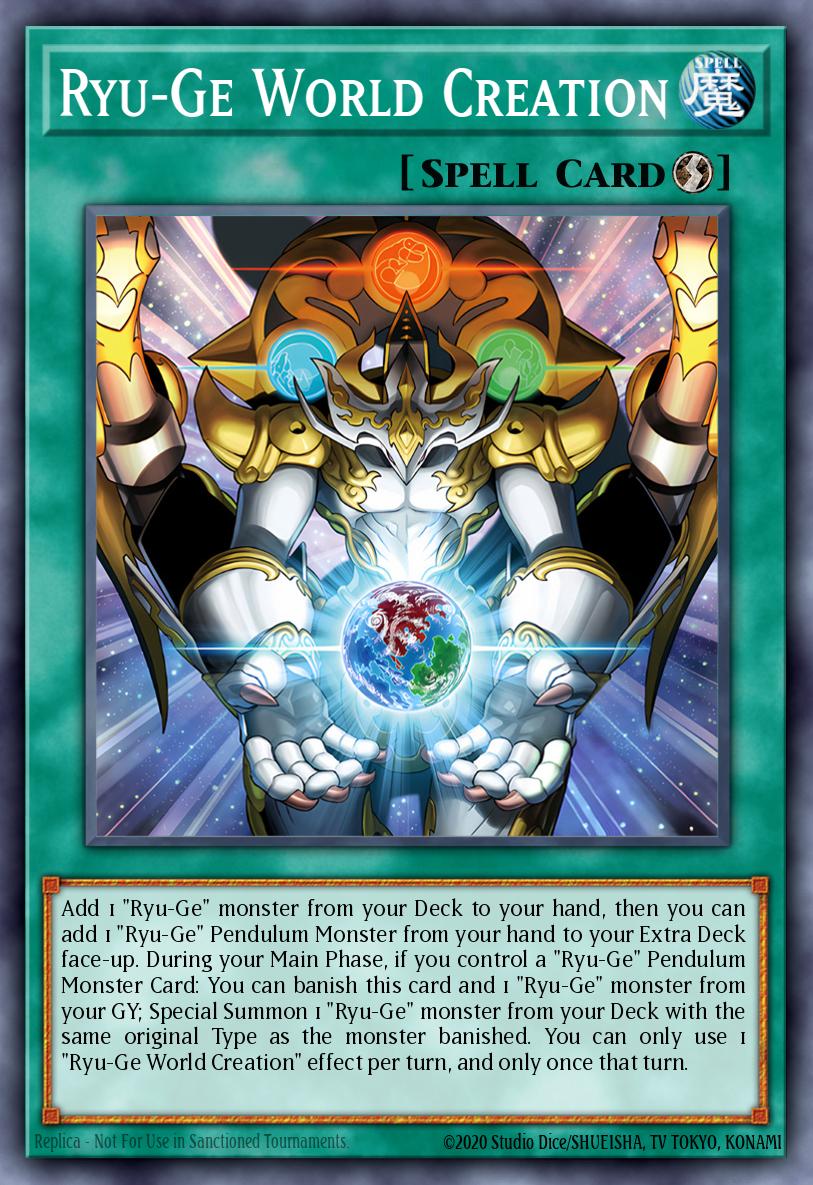 Ryu-Ge World Creation
SPELL
魔
[Spell Card]
Add 1 "Ryu-Ge" monster from your Deck to your hand, then you can
add 1 "Ryu-Ge" Pendulum Monster from your hand to your Extra Deck
face-up. During your Main Phase, if you control a "Ryu-Ge" Pendulum
Monster Card: You can banish this card and 1 "Ryu-Ge" monster from
your GY; Special Summon 1 "Ryu-Ge" monster from your Deck with the
same original Type as the monster banished. You can only use 1
"Ryu-Ge World Creation" effect per turn, and only once that turn.
Replica - Not For Use in Sanctioned Tournaments.
©2020 Studio Dice/SHUEISHA, TV TOKYO, KONAMI